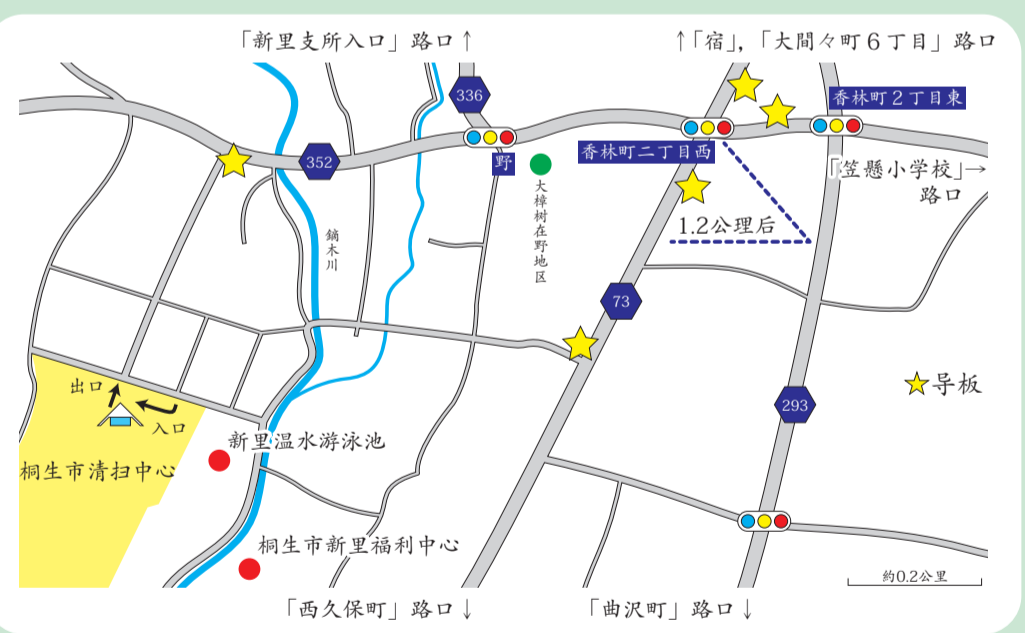 「新里支所入口」路口↑
↑「宿」,「大間々町6丁目」路口
336
香林町2丁目東
野
香林町二丁目西
352
「笠懸小学校」→
路口
大樟树在野地区
1.2公理后
鏑木川
73
导板
293
出口
入口
新里温水游泳池
桐生市清扫中心
桐生市新里福利中心
約0.2公里
「西久保町」路口↓
「曲沢町」路口↓